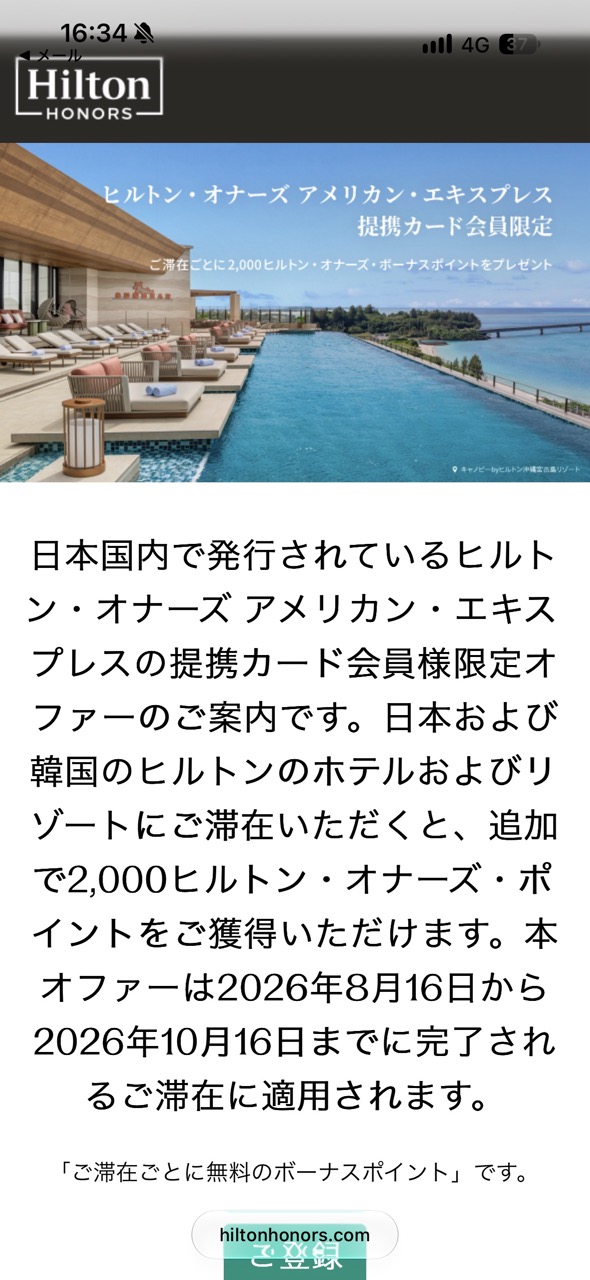 16:34
4G 37
◀ メール
Hilton
HONORS
ヒルトン・オナーズ アメリカン・エキスプレス
提携カード会員限定
ご滞在ごとに2,000ヒルトン・オナーズ・ボーナスポイントをプレゼント
キャノピーbyヒルトン沖縄宮古島リゾート
日本国内で発行されているヒルト
ン・オナーズ アメリカン・エキス
プレスの提携カード会員様限定オ
ファーのご案内です。日本および
韓国のヒルトンのホテルおよびリ
ゾートにご滞在いただくと、追加
で2,000ヒルトン・オナーズ・ポ
イントをご獲得いただけます。本
オファーは2026年8月16日から
2026年10月16日までに完了され
るご滞在に適用されます。
「ご滞在ごとに無料のボーナスポイント」です。
hiltonhonors.com
ご登録